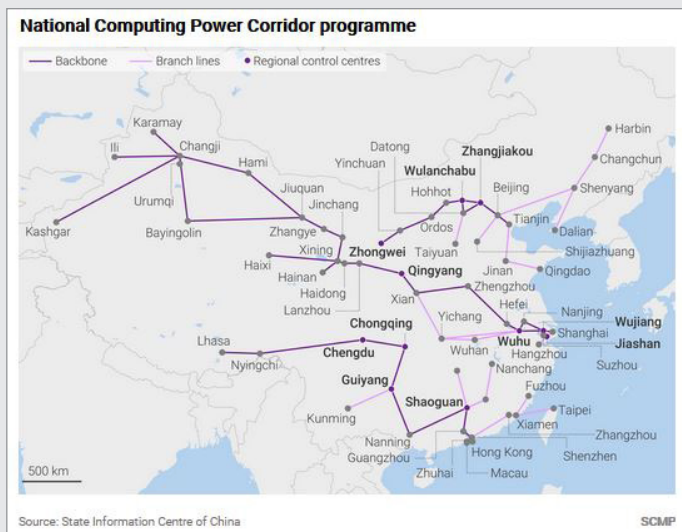 National Computing Power Corridor programme
Backbone
Branch lines
Regional control centres
Karamay
Ili
Changji
Hami
Urumqi
Kashgar
Bayingolin
Jiuquan
Jinchang
Zhangye
Xining
Haixi
Hainan
Haidong
Lanzhou
Datong
Yinchuan
Zhangjiakou
Wulanchabu
Hohhot
Beijing
Ordos
Tianjin
Taiyuan
Zhongwei
Harbin
Changchun
Shenyang
Dalian
Shijiazhuang
Jinan
Qingdao
Qingyang
Zhengzhou
Xian
Hefei
Nanjing
Yichang
Wujiang
Shanghai
Wuhu
Jiashan
Wuhan
Hangzhou
Suzhou
Chongqing
Lhasa
Chengdu
Nyingchi
Nanchang
Guiyang
Fuzhou
Shaoguan
Taipei
Kunming
Xiamen
Nanning
Zhangzhou
Guangzhou
Hong Kong
Shenzhen
Zhuhai
Macau
500 km
Source: State Information Centre of China
SCMP